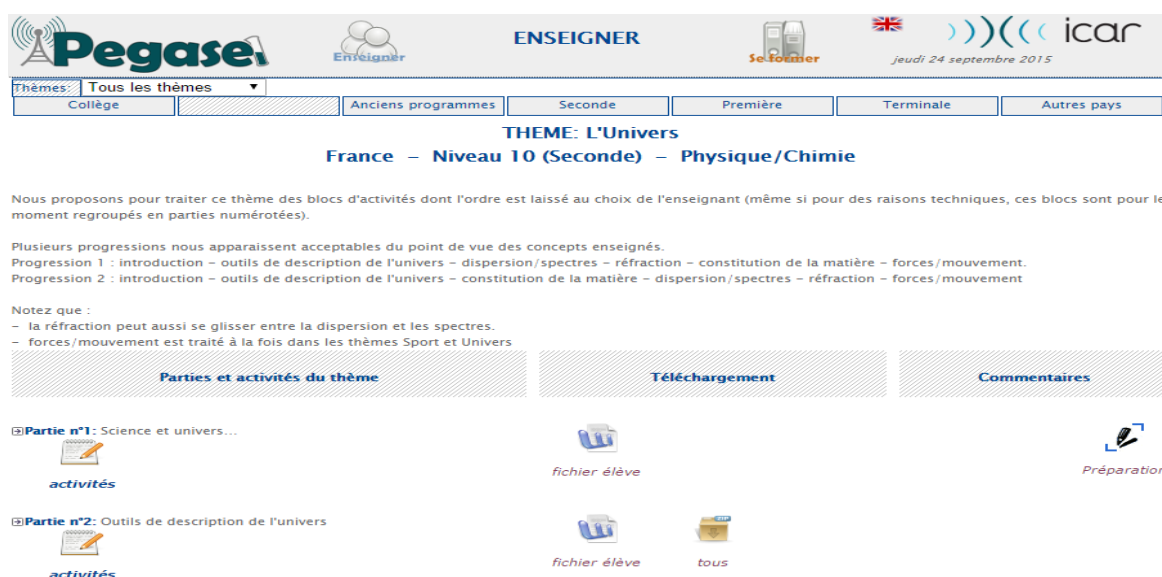 Pegase
Enseigner
ENSEIGNER
Se former
icar
jeudi 24 septembre 2015
Thèmes: Tous les thèmes
Collège Anciens programmes Seconde Première Terminale Autres pays
THEME: L'Univers
France – Niveau 10 (Seconde) – Physique/Chimie
Nous proposons pour traiter ce thème des blocs d'activités dont l'ordre est laissé au choix de l'enseignant (même si pour des raisons techniques, ces blocs sont pour le
moment regroupés en parties numérotées).
Plusieurs progressions nous apparaissent acceptables du point de vue des concepts enseignés.
Progression 1 : introduction – outils de description de l'univers – dispersion/spectres – réfraction – constitution de la matière – forces/mouvement.
Progression 2 : introduction – outils de description de l'univers – constitution de la matière – dispersion/spectres – réfraction – forces/mouvement
Notez que :
– la réfraction peut aussi se glisser entre la dispersion et les spectres.
– forces/mouvement est traité à la fois dans les thèmes Sport et Univers
Parties et activités du thème Téléchargement Commentaires
Partie n°1: Science et univers...
activités
fichier élève
Préparation
Partie n°2: Outils de description de l'univers
ZIP
activités
fichier élève
tous